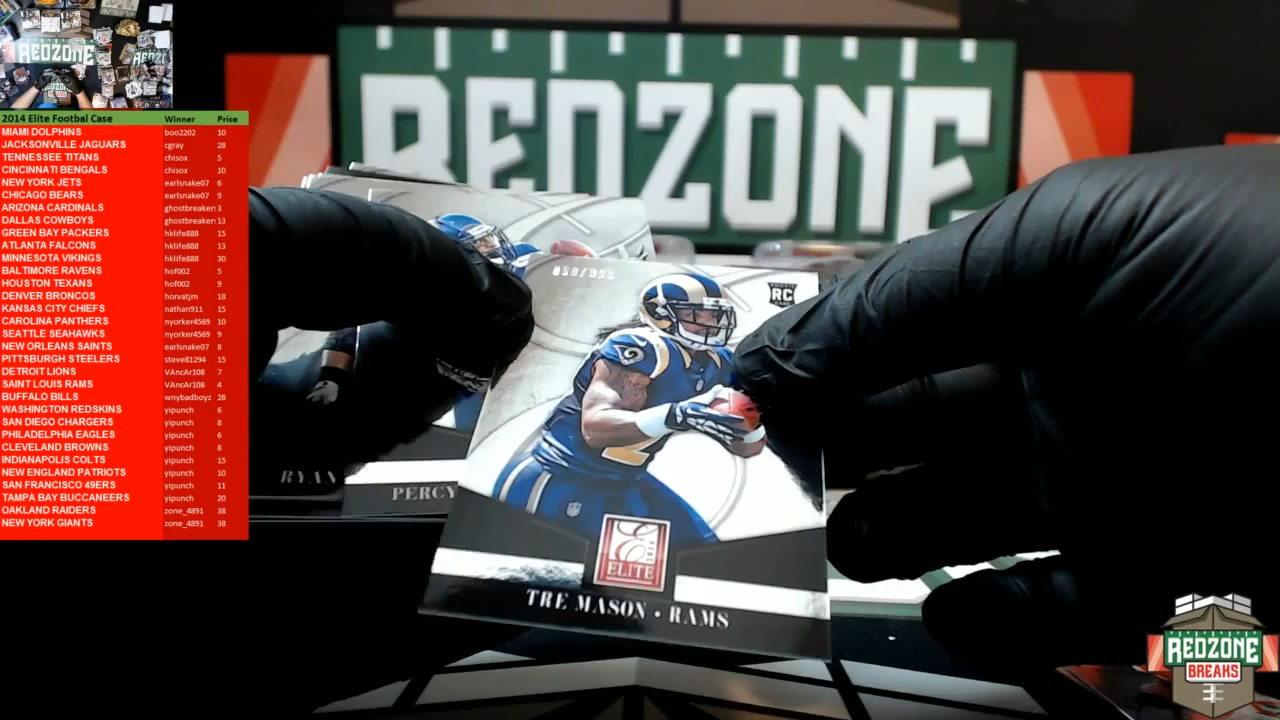 REDZONE
REDZONE
2014 Elite Footbal Case Winner Price
MIAMI DOLPHINS boo2202 10
JACKSONVILLE JAGUARS cgray 28
TENNESSEE TITANS chisox 5
CINCINNATI BENGALS chisox 10
NEW YORK JETS earlsnake07 6
CHICAGO BEARS earlsnake07 9
ARIZONA CARDINALS ghostbreaker 3
DALLAS COWBOYS ghostbreaker 13
GREEN BAY PACKERS hklife888 15
ATLANTA FALCONS hklife888 13
MINNESOTA VIKINGS hklife888 30
BALTIMORE RAVENS hof002 5
HOUSTON TEXANS hof002 9
DENVER BRONCOS horvatjm 18
KANSAS CITY CHIEFS nathan911 15
CAROLINA PANTHERS nyorker4569 10
SEATTLE SEAHAWKS nyorker4569 9
NEW ORLEANS SAINTS earlsnake07 8
PITTSBURGH STEELERS steve81294 15
DETROIT LIONS VAncAr108 7
SAINT LOUIS RAMS VAncAr108 4
BUFFALO BILLS wnybadboyz 28
WASHINGTON REDSKINS yipunch 6
SAN DIEGO CHARGERS yipunch 8
PHILADELPHIA EAGLES yipunch 6
CLEVELAND BROWNS yipunch 8
INDIANAPOLIS COLTS yipunch 15
NEW ENGLAND PATRIOTS yipunch 10
SAN FRANCISCO 49ERS yipunch 11
TAMPA BAY BUCCANEERS yipunch 20
OAKLAND RAIDERS zone_4891 38
NEW YORK GIANTS zone_4891 38
RC
RYAN
PERCY
ELITE
TRE MASON • RAMS
REDZONE
BREAKS